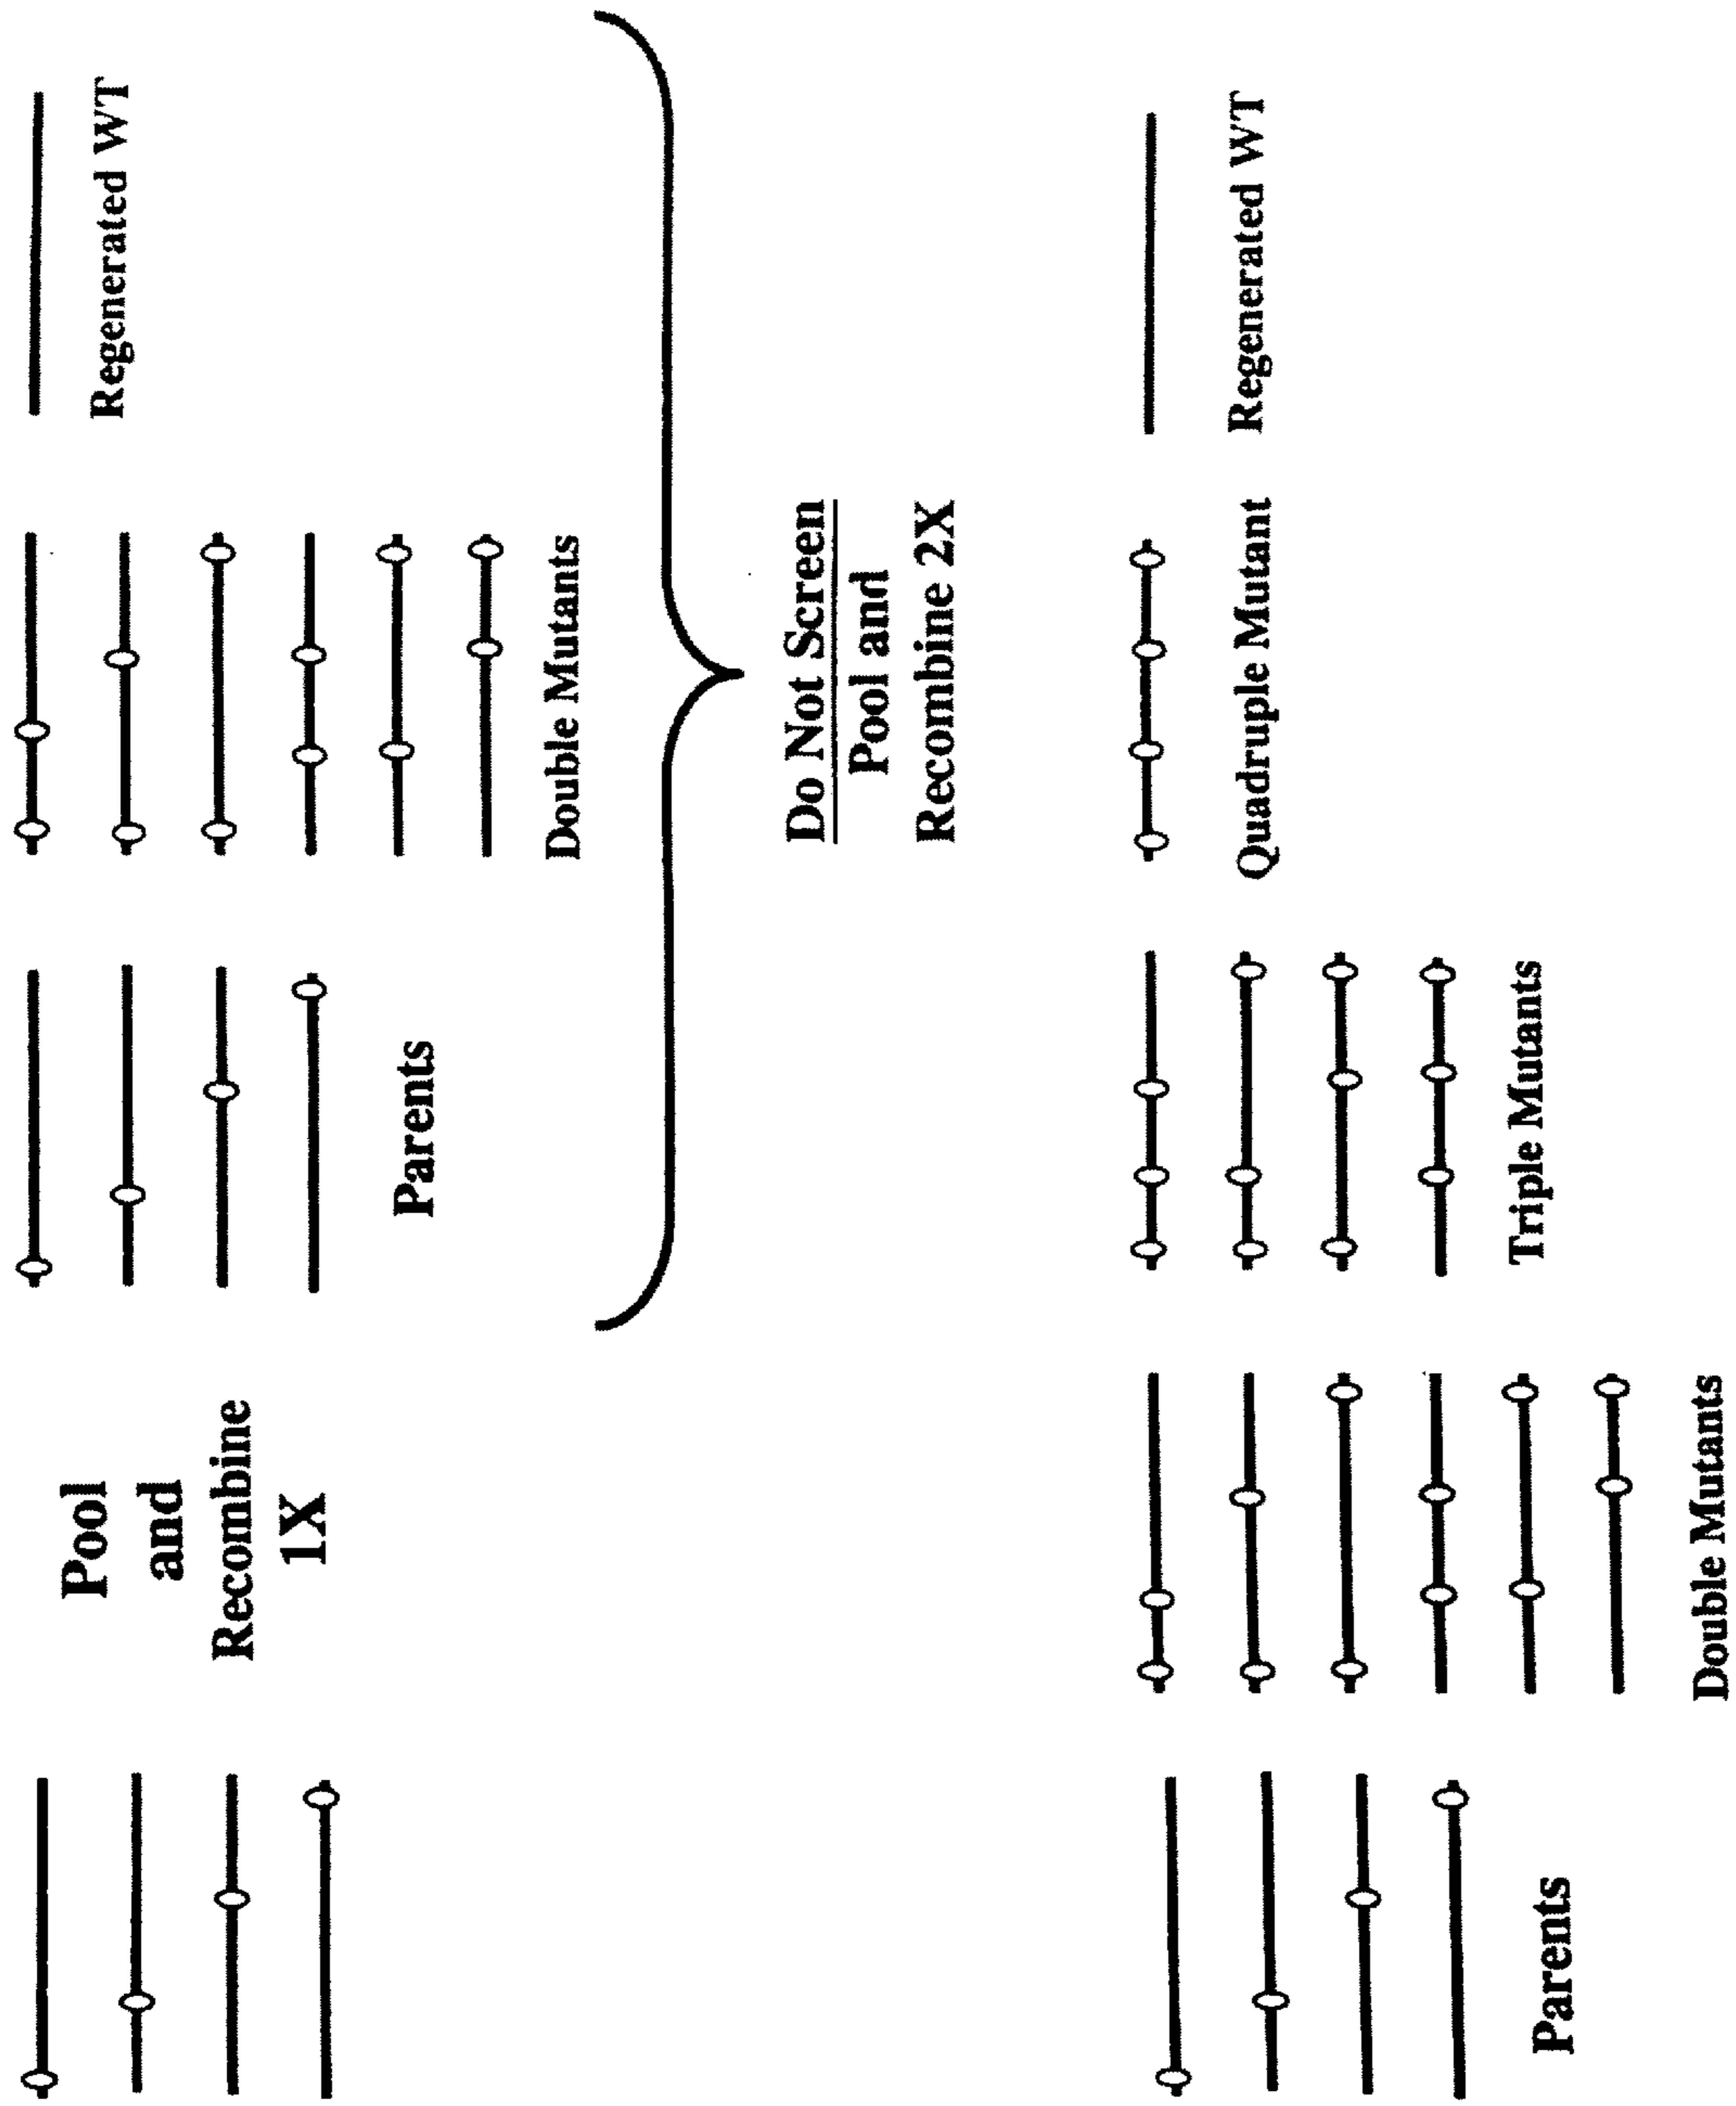 Pool
and
Recombine
1X
Parents
Double Mutants
Regenerated WT
Do Not Screen
Pool and
Recombine 2X
Parents
Double Mutants
Triple Mutants
Quadruple Mutant
Regenerated WT